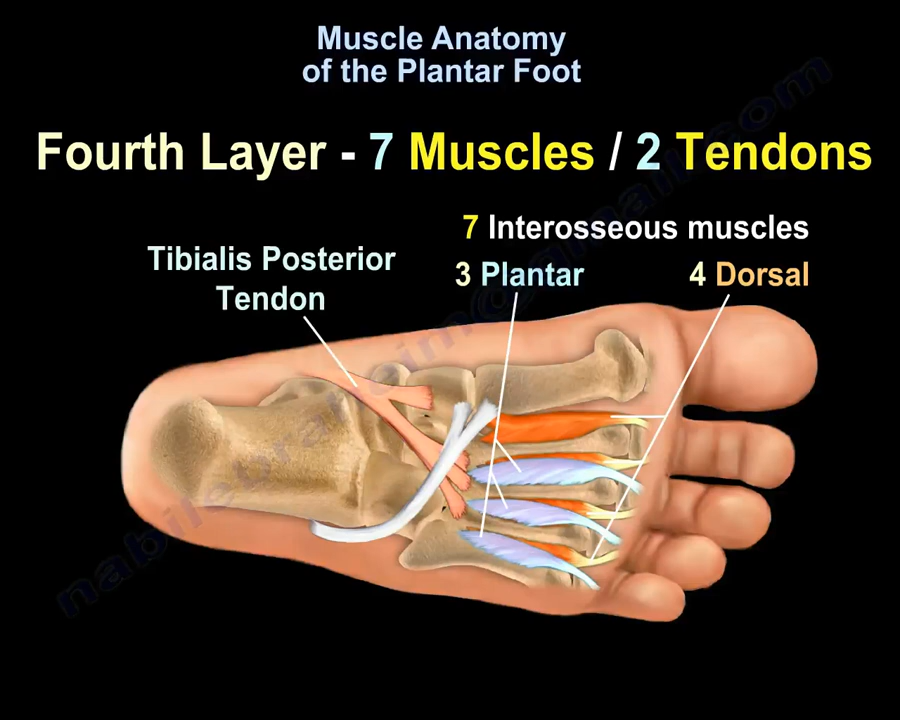 Muscle Anatomy
of the Plantar Foot
Fourth Layer - 7 Muscles / 2 Tendons
7 Interosseous muscles
Tibialis Posterior
Tendon
3 Plantar
4 Dorsal